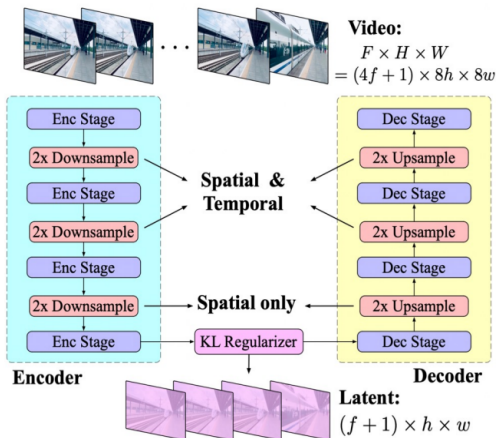 Video:
F × H × W
= (4f + 1) × 8h × 8w
Enc Stage
2x Downsample
Enc Stage
2x Downsample
Enc Stage
2x Downsample
Enc Stage
Encoder
Spatial &
Temporal
Spatial only
KL Regularizer
Dec Stage
2x Upsample
Dec Stage
2x Upsample
Dec Stage
2x Upsample
Dec Stage
Decoder
Latent:
(f + 1) × h × w